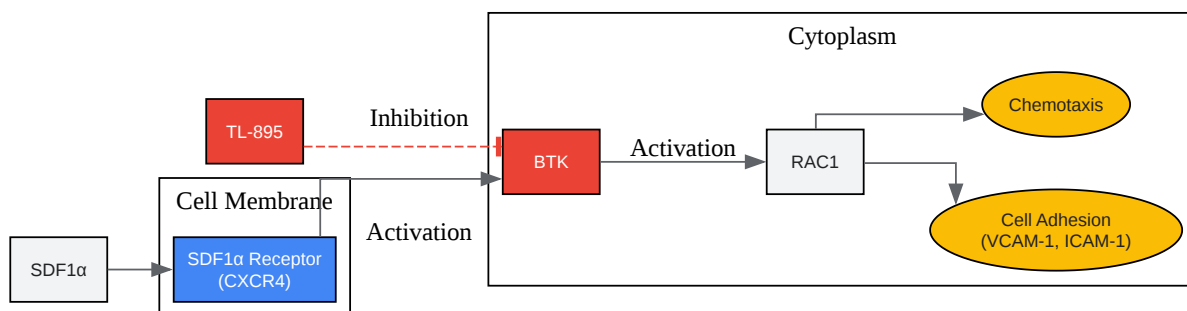 Cytoplasm
TL-895
Inhibition
BTK
Activation
RAC1
Chemotaxis
Cell Adhesion
(VCAM-1, ICAM-1)
Cell Membrane
Activation
SDF1α
SDF1α Receptor
(CXCR4)